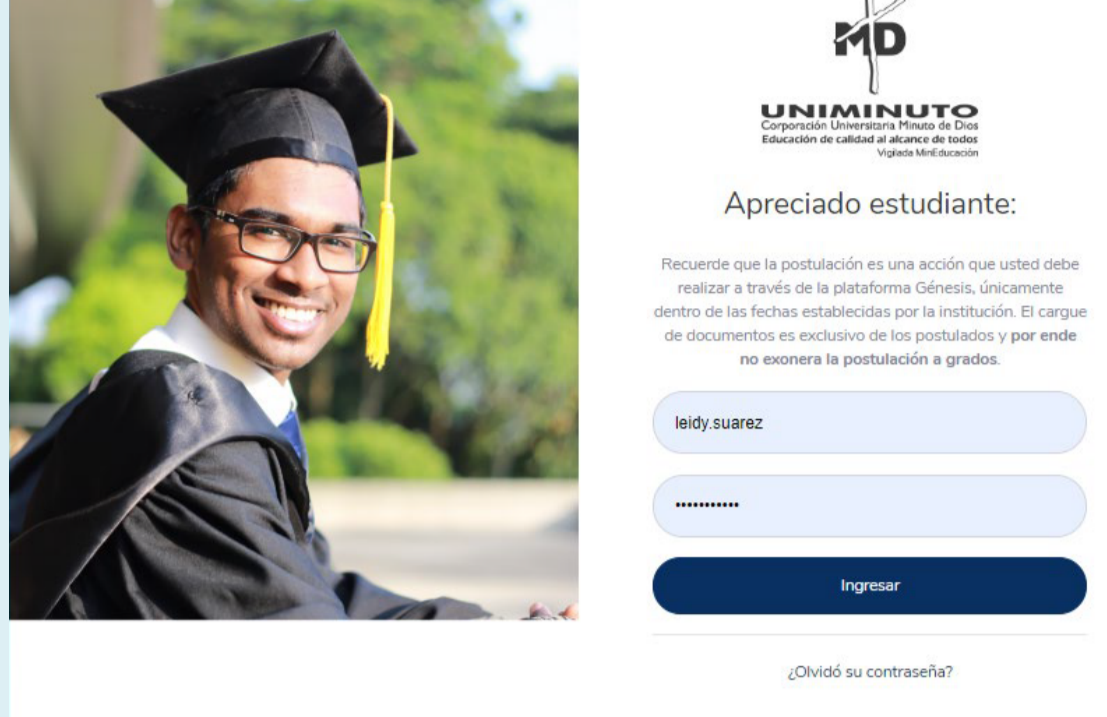 MD
UNIMINUTO
Corporación Universitaria Minuto de Dios
Educación de calidad al alcance de todos
Vigilada MinEducación
Apreciado estudiante:
Recuerde que la postulación es una acción que usted debe
realizar a través de la plataforma Génesis, únicamente
dentro de las fechas establecidas por la institución. El cargue
de documentos es exclusivo de los postulados y por ende
no exonera la postulación a grados.
leidy.suarez
•••••••••••
Ingresar
¿Olvidó su contraseña?